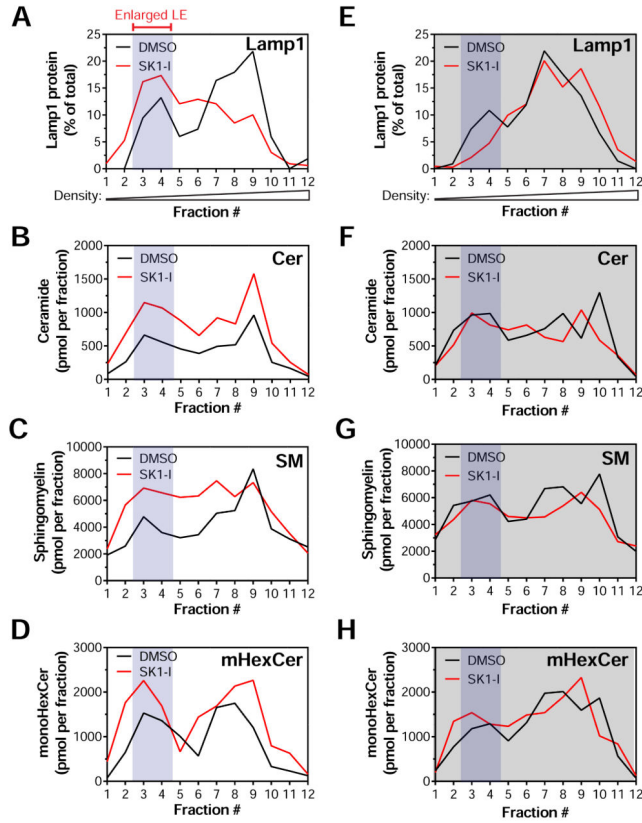 A
Enlarged LE
DMSO
SK1-I
Lamp1
Lamp1 protein
(% of total)
25
20
15
10
5
0
1 2 3 4 5 6 7 8 9 10 11 12
Density:
Fraction #
E
DMSO
SK1-I
Lamp1
Lamp1 protein
(% of total)
25
20
15
10
5
0
1 2 3 4 5 6 7 8 9 10 11 12
Density:
Fraction #
B
DMSO
SK1-I
Cer
Ceramide
(pmol per fraction)
2000
1500
1000
500
0
1 2 3 4 5 6 7 8 9 10 11 12
Fraction #
F
DMSO
SK1-I
Cer
Ceramide
(pmol per fraction)
2000
1500
1000
500
0
1 2 3 4 5 6 7 8 9 10 11 12
Fraction #
C
DMSO
SK1-I
SM
Sphingomyelin
(pmol per fraction)
10000
8000
6000
4000
2000
0
1 2 3 4 5 6 7 8 9 10 11 12
Fraction #
G
DMSO
SK1-I
SM
Sphingomyelin
(pmol per fraction)
10000
8000
6000
4000
2000
0
1 2 3 4 5 6 7 8 9 10 11 12
Fraction #
D
DMSO
SK1-I
mHexCer
monoHexCer
(pmol per fraction)
3000
2000
1000
0
1 2 3 4 5 6 7 8 9 10 11 12
Fraction #
H
DMSO
SK1-I
mHexCer
monoHexCer
(pmol per fraction)
3000
2000
1000
0
1 2 3 4 5 6 7 8 9 10 11 12
Fraction #